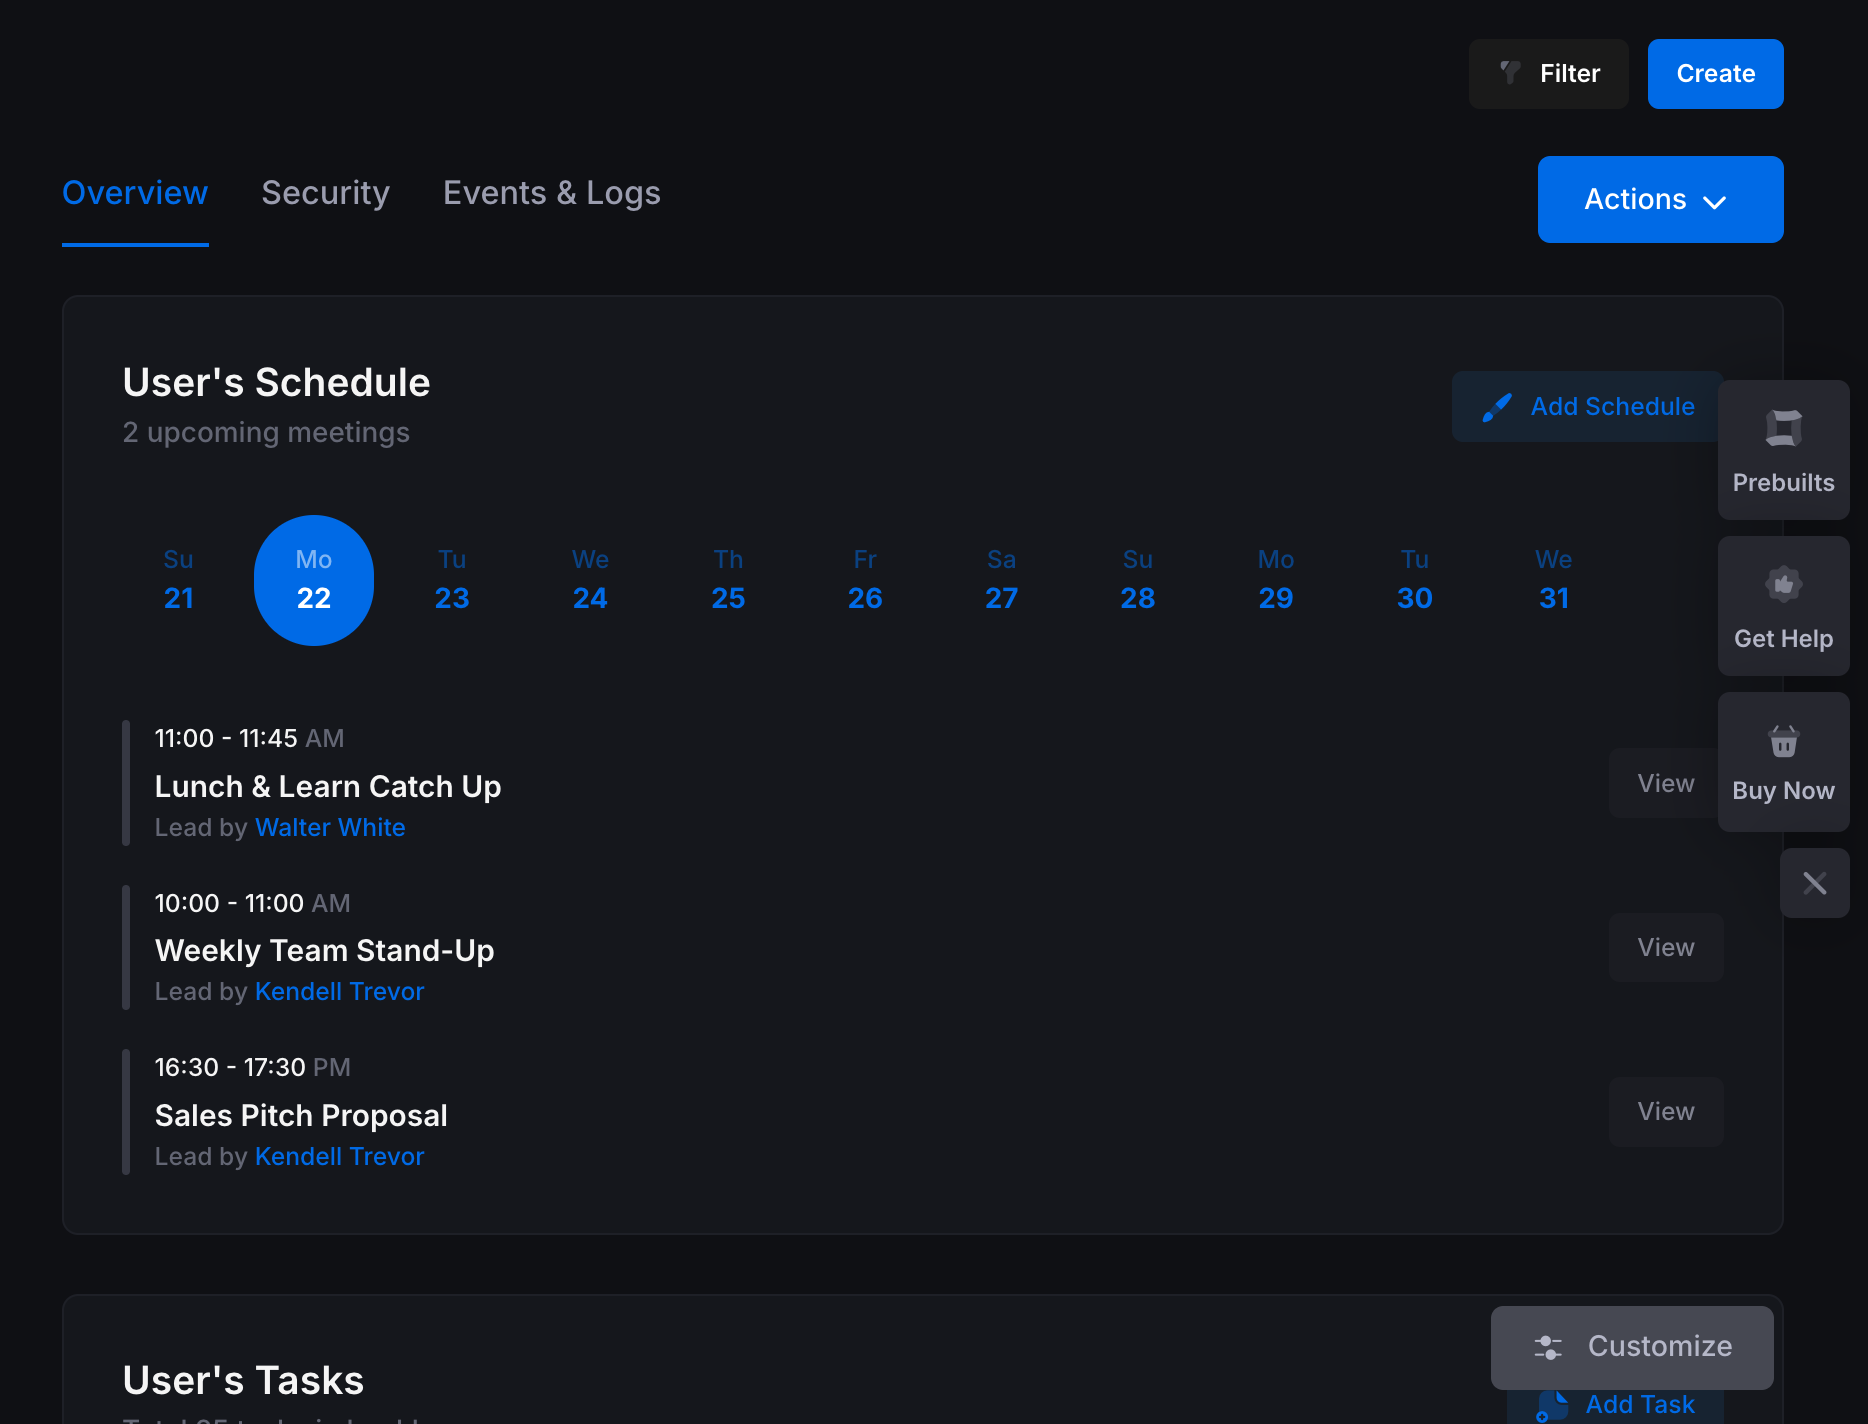 Filter
Create
Overview
Security
Events & Logs
Actions
User's Schedule
2 upcoming meetings
Add Schedule
Prebuilts
Su
21
Mo
22
Tu
23
We
24
Th
25
Fr
26
Sa
27
Su
28
Mo
29
Tu
30
We
31
Get Help
11:00 - 11:45 AM
Lunch & Learn Catch Up
Lead by Walter White
View
Buy Now
10:00 - 11:00 AM
Weekly Team Stand-Up
Lead by Kendell Trevor
View
16:30 - 17:30 PM
Sales Pitch Proposal
Lead by Kendell Trevor
View
Customize
User's Tasks
Add Task